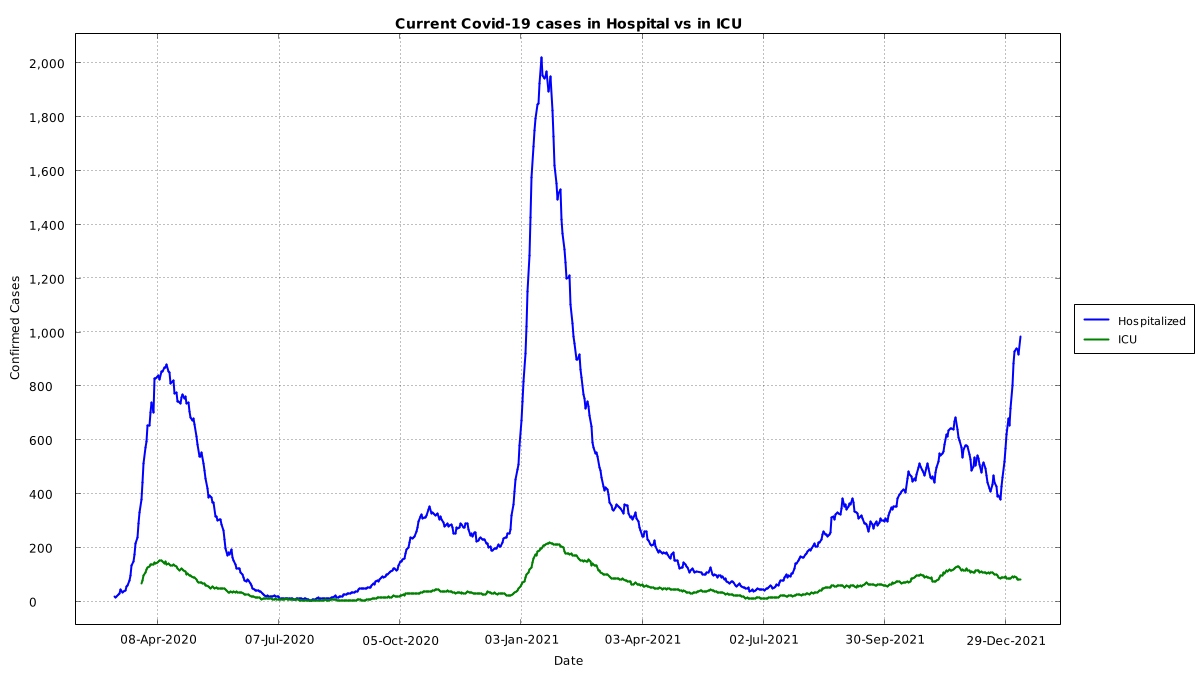 Current Covid-19 cases in Hospital vs in ICU
Confirmed Cases
2,000
1,800
1,600
1,400
1,200
1,000
800
600
400
200
0
08-Apr-2020
07-Jul-2020
05-Oct-2020
03-Jan-2021
03-Apr-2021
02-Jul-2021
30-Sep-2021
29-Dec-2021
Date
Hospitalized
ICU